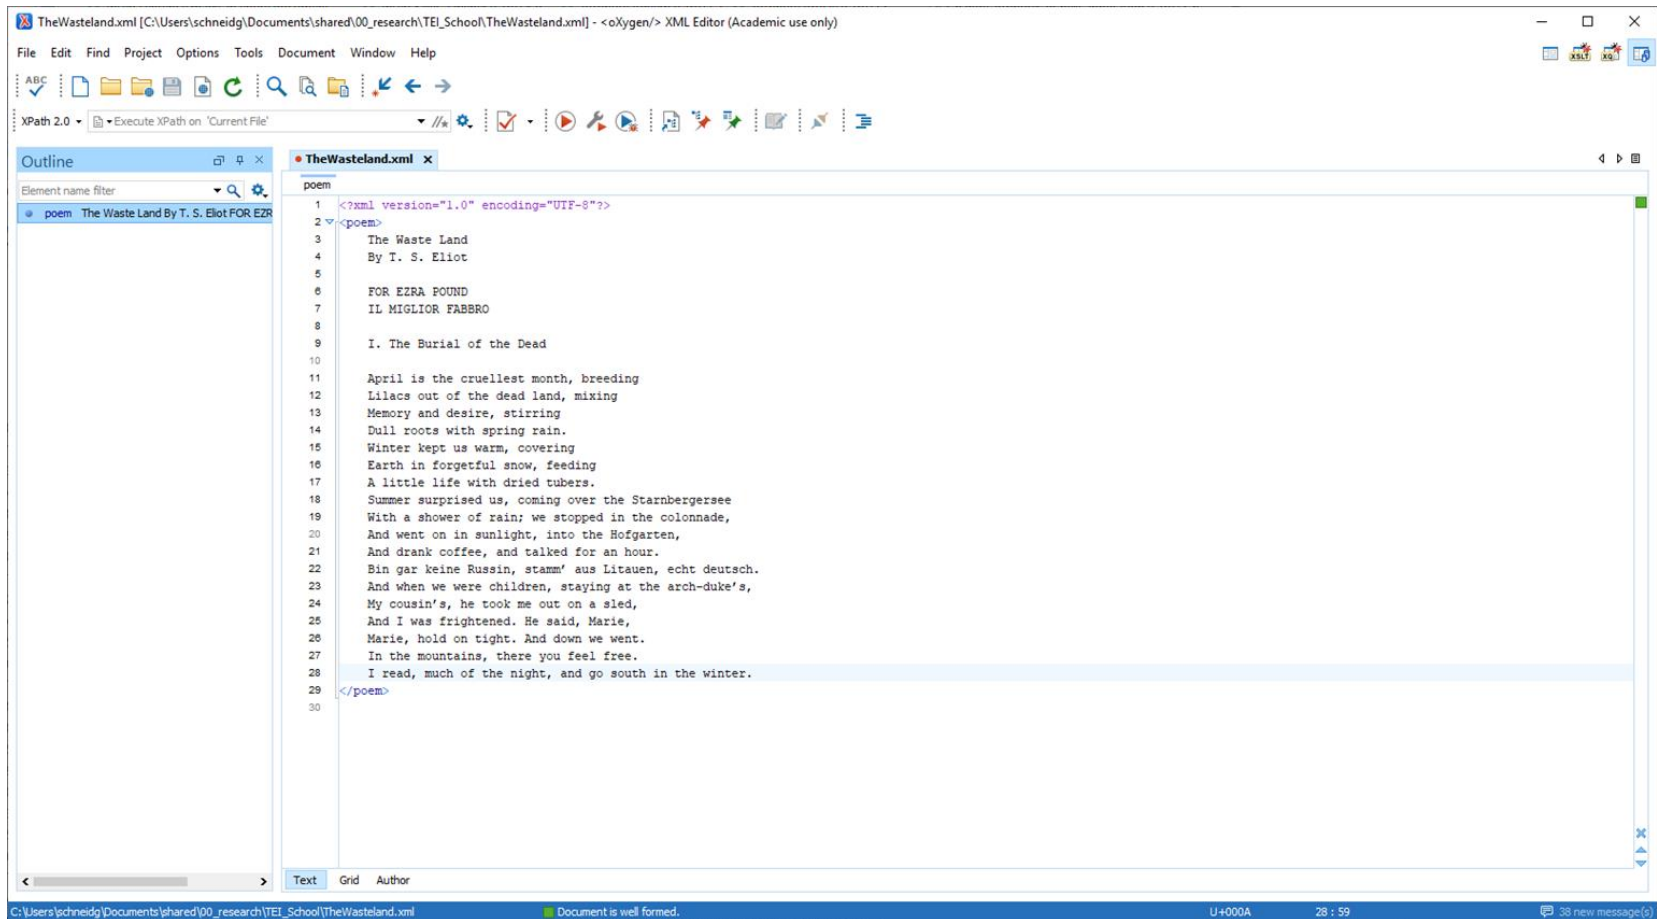 TheWasteland.xml [C:\Users\schneidg\Documents\shared\00_research\TEI_School\TheWasteland.xml] - <oXygen/> XML Editor (Academic use only)
File Edit Find Project Options Tools Document Window Help
ABC
XSLT XQ
XPath 2.0 Execute XPath on 'Current File'
Outline
TheWasteland.xml
Element name filter
poem
poem The Waste Land By T. S. Eliot FOR EZR
1 <?xml version="1.0" encoding="UTF-8"?>
2 <poem>
3 The Waste Land
4 By T. S. Eliot
5
6 FOR EZRA POUND
7 IL MIGLIOR FABBRO
8
9 I. The Burial of the Dead
10
11 April is the cruellest month, breeding
12 Lilacs out of the dead land, mixing
13 Memory and desire, stirring
14 Dull roots with spring rain.
15 Winter kept us warm, covering
16 Earth in forgetful snow, feeding
17 A little life with dried tubers.
18 Summer surprised us, coming over the Starnbergersee
19 With a shower of rain; we stopped in the colonnade,
20 And went on in sunlight, into the Hofgarten,
21 And drank coffee, and talked for an hour.
22 Bin gar keine Russin, stamm’ aus Litauen, echt deutsch.
23 And when we were children, staying at the arch-duke’s,
24 My cousin’s, he took me out on a sled,
25 And I was frightened. He said, Marie,
26 Marie, hold on tight. And down we went.
27 In the mountains, there you feel free.
28 I read, much of the night, and go south in the winter.
29 </poem>
30
Text Grid Author
C:\Users\schneidg\Documents\shared\00_research\TEI_School\TheWasteland.xml Document is well formed. U+000A 28 : 59 38 new message(s)